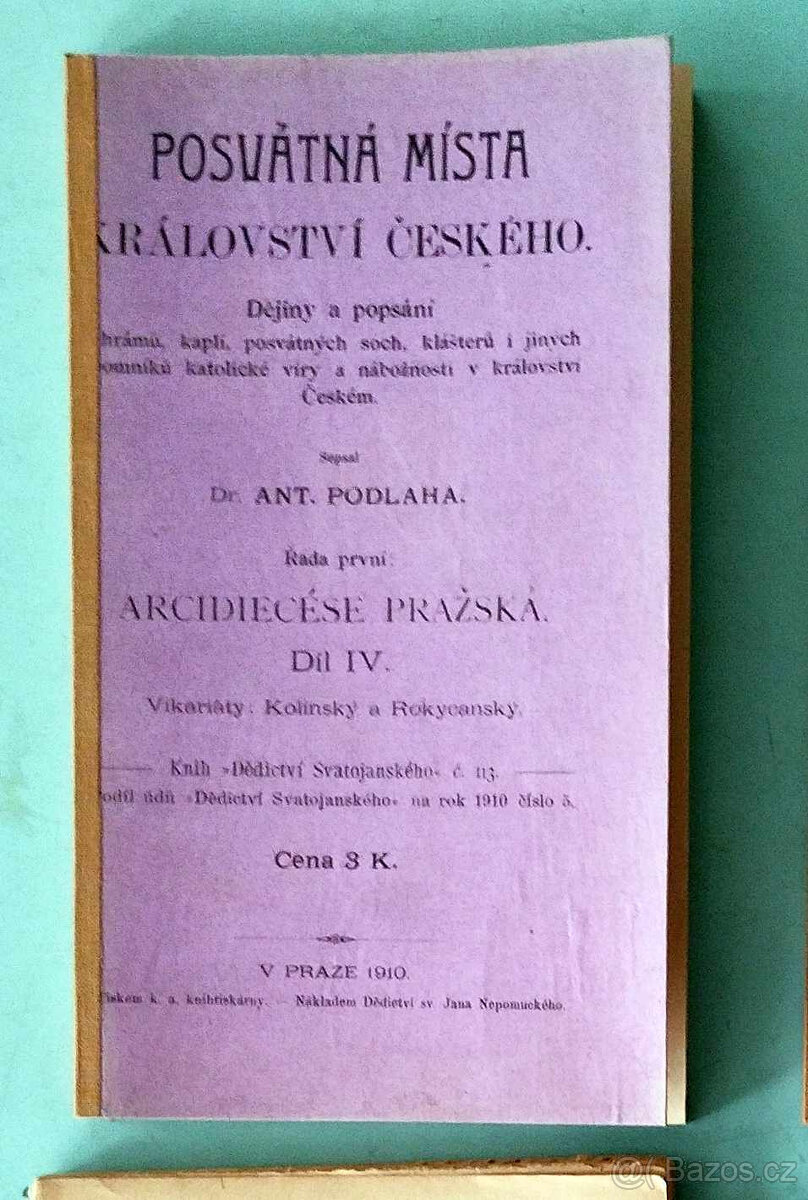 POSVÁTNÁ MÍSTA
KRÁLOVSTVÍ ČESKÉHO.
Dějiny a popsání
hrámů, kaplí, posvátných soch, klášterů i jiných
omníků katolické víry a nábožnosti v království
Českém.
Sepsal
Dr. ANT. PODLAHA.
Řada první:
ARCIDIECÉSE PRAŽSKÁ.
Díl IV.
Vikariáty: Kolínský a Rokycanský.
Knih »Dědictví Svatojanského« č. 113.
Podíl údů »Dědictví Svatojanského« na rok 1910 číslo 5.
Cena 3 K.
V PRAZE 1910.
Tiskem k. a. knihtiskárny. — Nákladem Dědictví sv. Jana Nepomuckého.
@( Bazos.cz